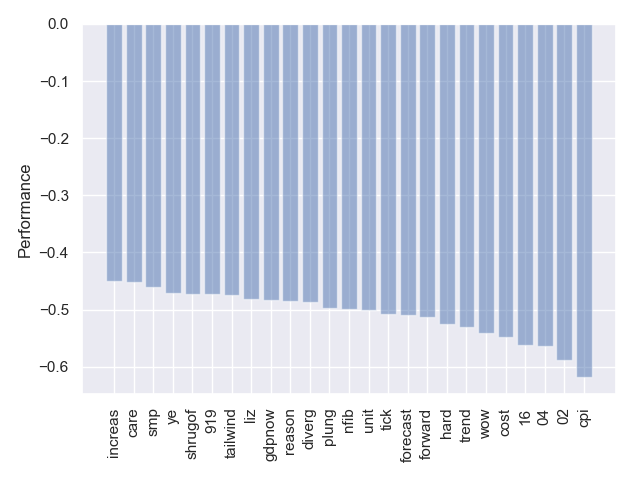 0.0
−0.1
−0.2
−0.3
−0.4
−0.5
−0.6
Performance
increas
care
smp
ye
shrugof
919
tailwind
liz
gdpnow
reason
diverg
plung
nfib
unit
tick
forecast
forward
hard
trend
wow
cost
16
04
02
cpi